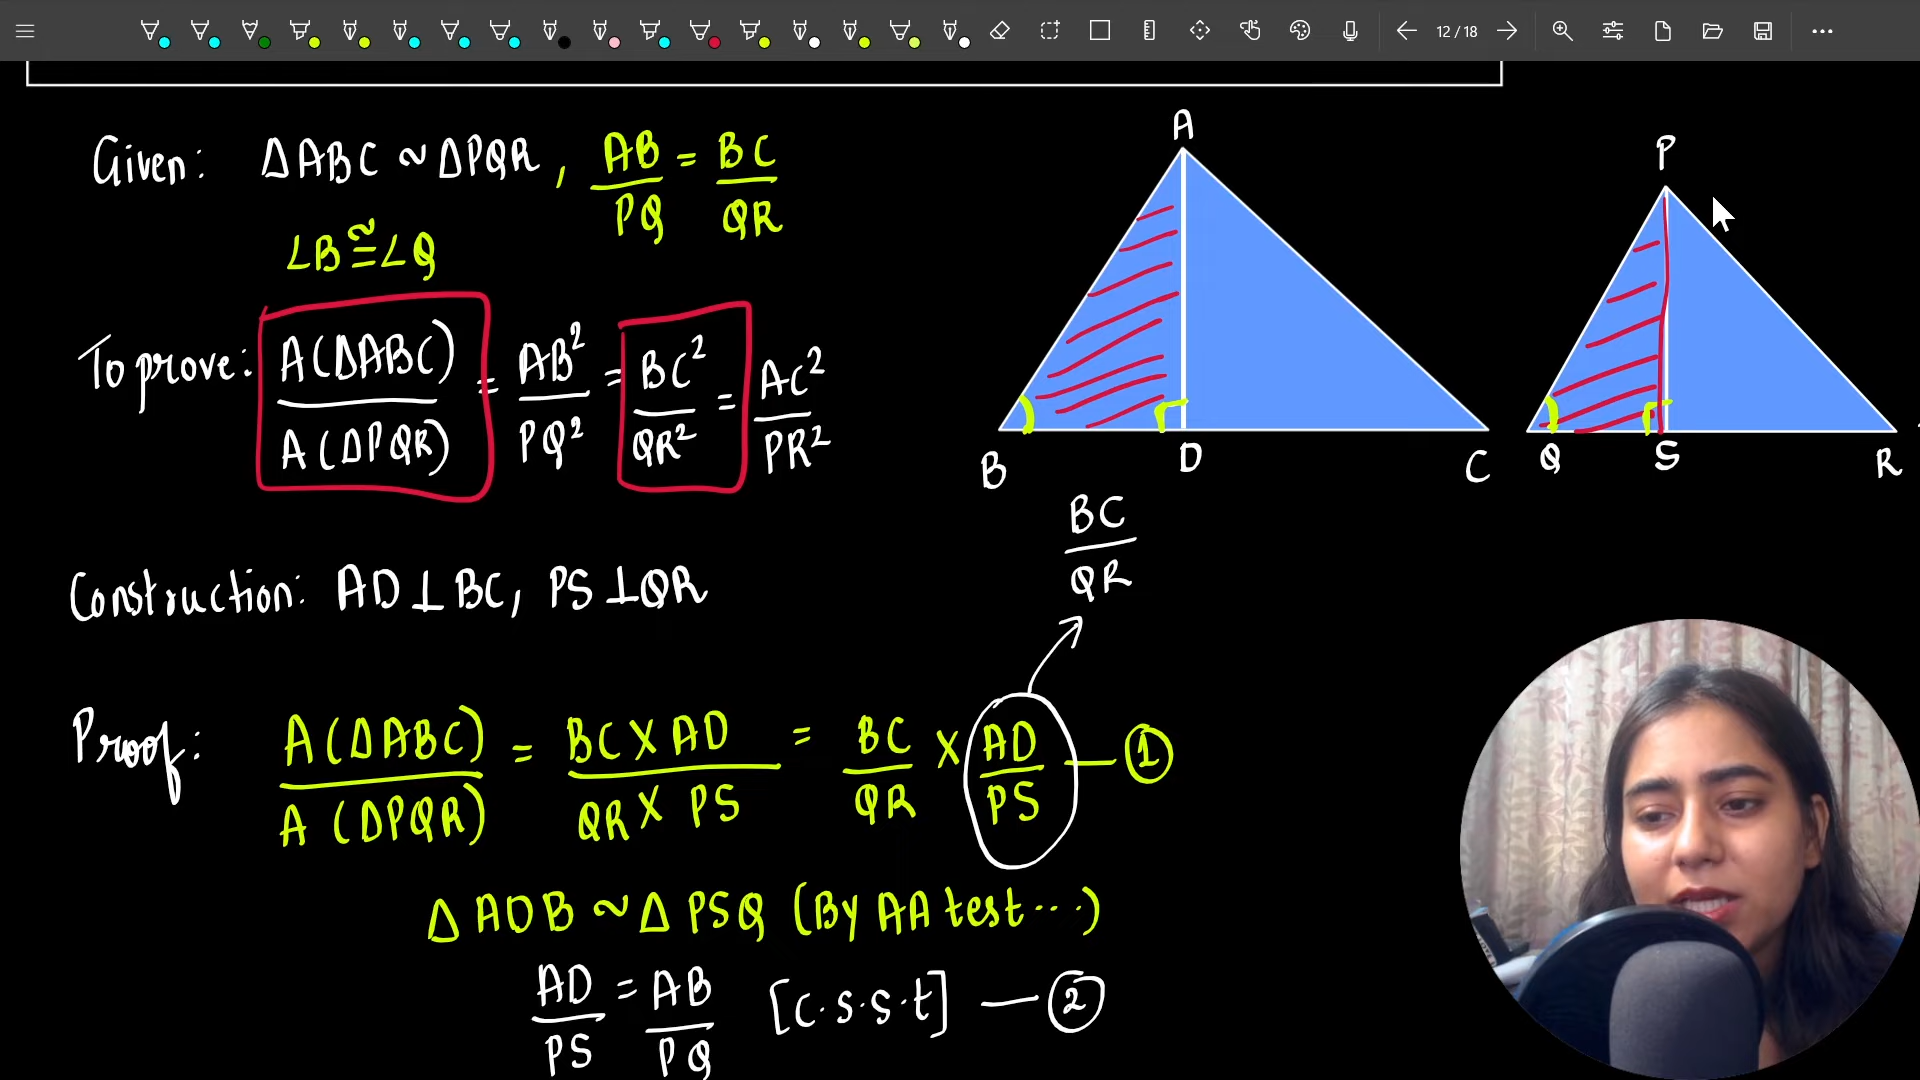 12 / 18
Given: ΔABC ~ ΔPQR, AB/PQ = BC/QR
∠B ≅ ∠Q
To prove: A(ΔABC)/A(ΔPQR) = AB²/PQ² = BC²/QR² = AC²/PR²
A
B
D
C
P
Q
S
R
Construction: AD⊥BC, PS⊥QR
BC/QR
Proof: A(ΔABC)/A(ΔPQR) = BC X AD/QR X PS = BC/QR X AD/PS — ①
Δ ADB ~ Δ PSQ (By AA test...)
AD/PS = AB/PQ [c.s.s.t] — ②